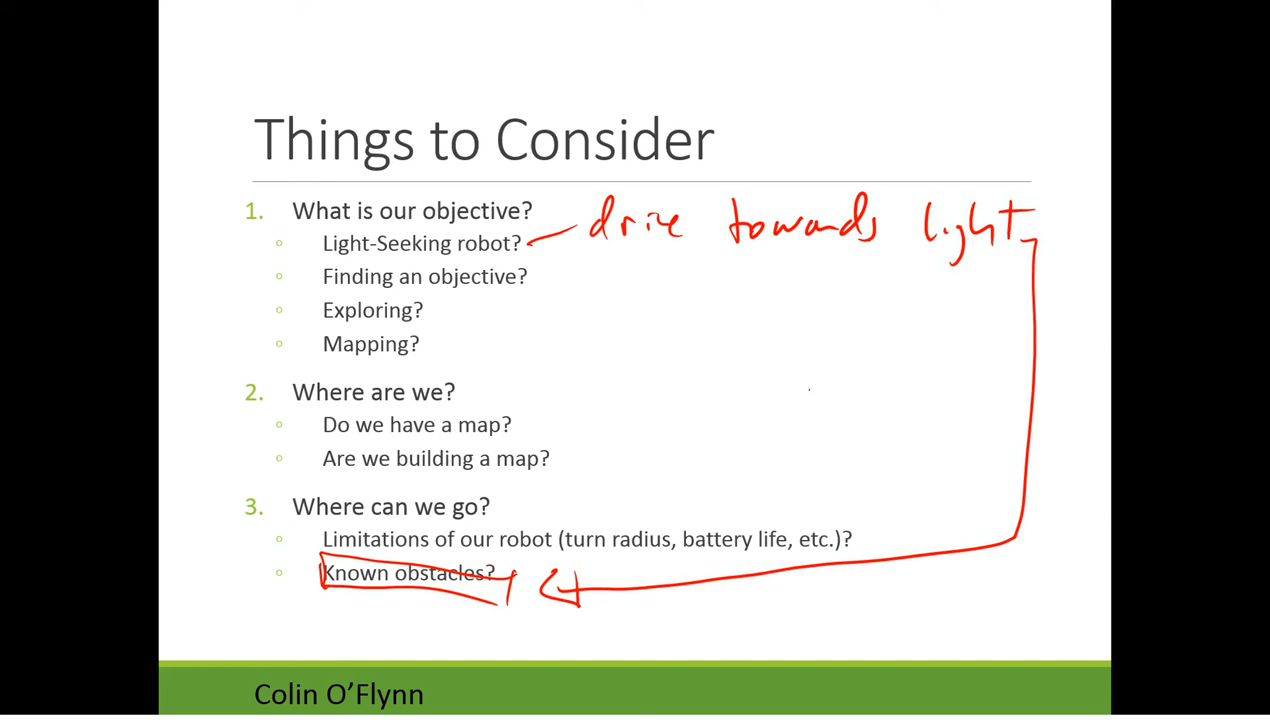 Things to Consider
1. What is our objective?
◦ Light-Seeking robot? drive towards light
◦ Finding an objective?
◦ Exploring?
◦ Mapping?
2. Where are we?
◦ Do we have a map?
◦ Are we building a map?
3. Where can we go?
◦ Limitations of our robot (turn radius, battery life, etc.)?
◦ Known obstacles?
Colin O’Flynn